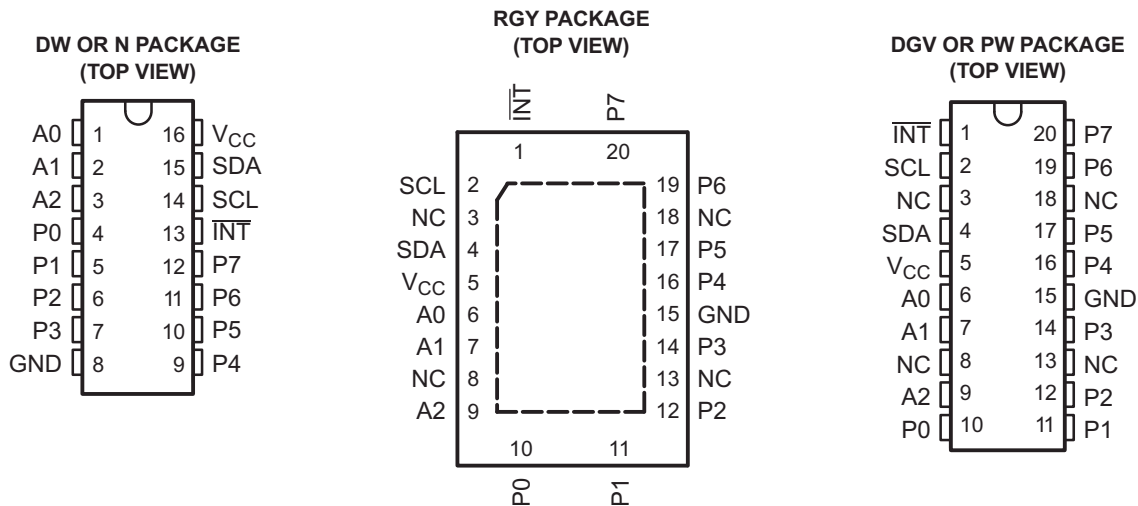 DW OR N PACKAGE
(TOP VIEW)
A0 1 16 VCC
A1 2 15 SDA
A2 3 14 SCL
P0 4 13 INT
P1 5 12 P7
P2 6 11 P6
P3 7 10 P5
GND 8 9 P4
RGY PACKAGE
(TOP VIEW)
INT P7
1 20
SCL 2 19 P6
NC 3 18 NC
SDA 4 17 P5
VCC 5 16 P4
A0 6 15 GND
A1 7 14 P3
NC 8 13 NC
A2 9 12 P2
10 11
P0 P1
DGV OR PW PACKAGE
(TOP VIEW)
INT 1 20 P7
SCL 2 19 P6
NC 3 18 NC
SDA 4 17 P5
VCC 5 16 P4
A0 6 15 GND
A1 7 14 P3
NC 8 13 NC
A2 9 12 P2
P0 10 11 P1